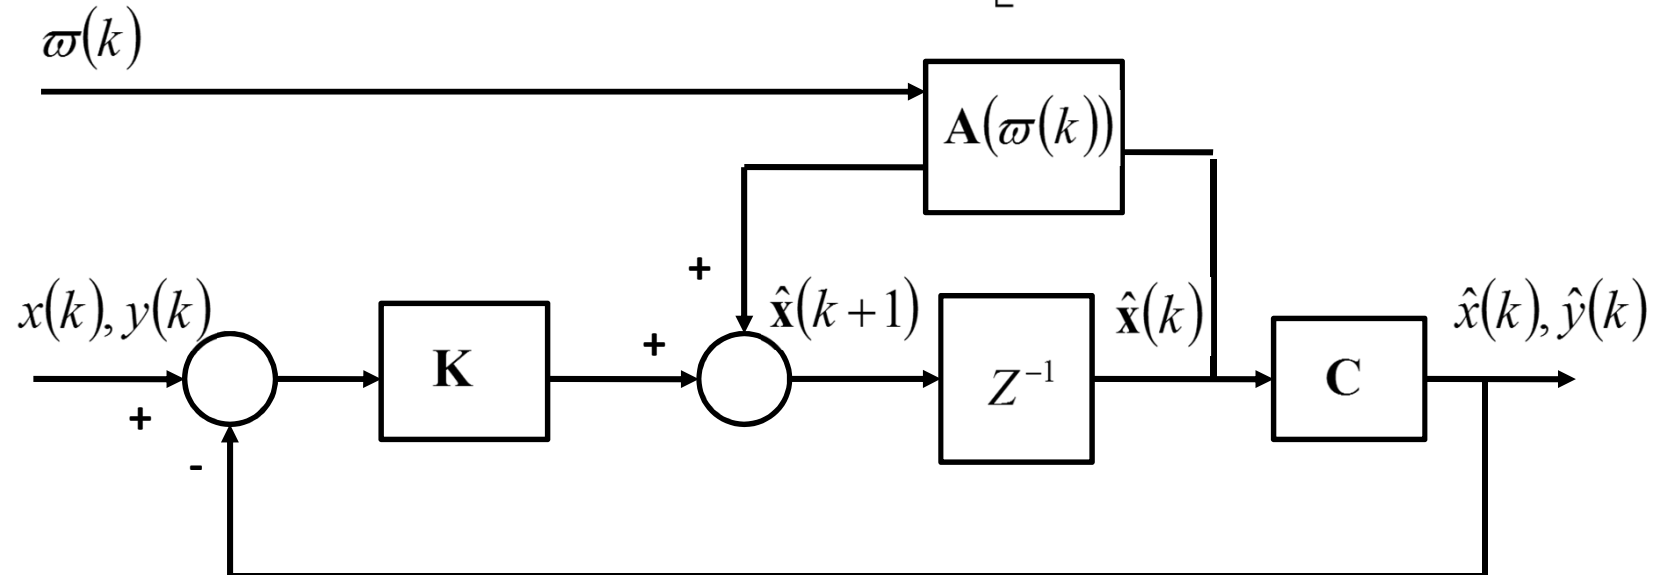 ϖ(k)
A(ϖ(k))
+
x(k), y(k)
+
x̂(k+1)
x̂(k)
x̂(k), ŷ(k)
K
Z⁻¹
C
+
-